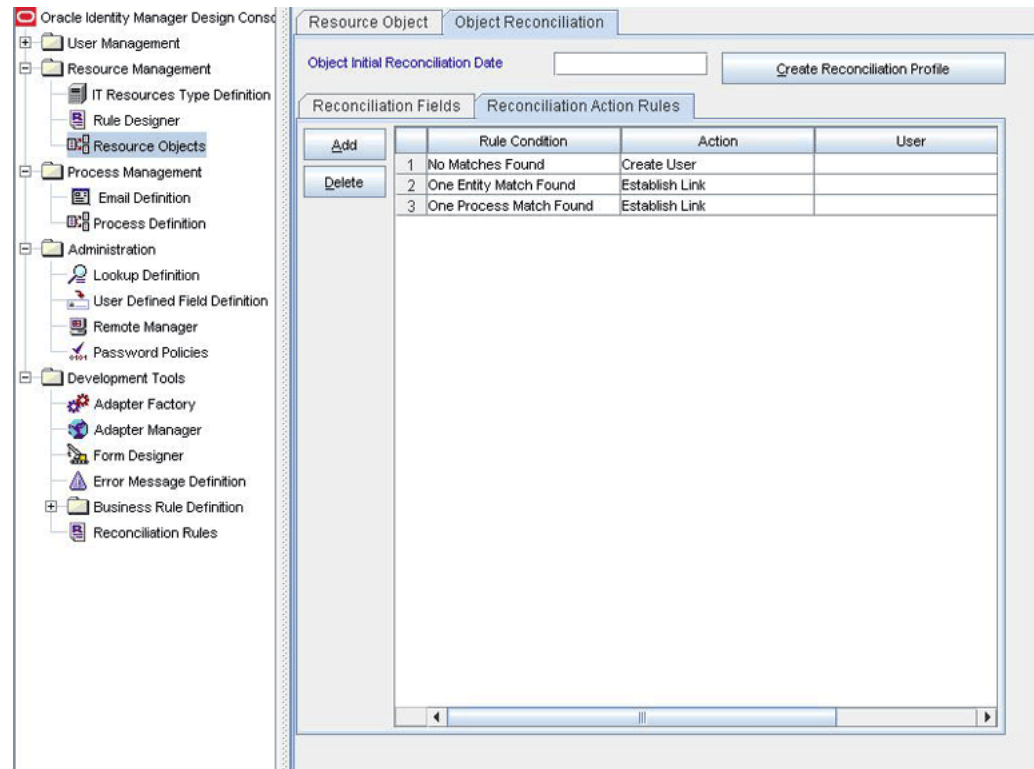 Oracle Identity Manager Design Consc
User Management
Resource Management
IT Resources Type Definition
Rule Designer
Resource Objects
Process Management
Email Definition
Process Definition
Administration
Lookup Definition
User Defined Field Definition
Remote Manager
Password Policies
Development Tools
Adapter Factory
Adapter Manager
Form Designer
Error Message Definition
Business Rule Definition
Reconciliation Rules
Resource Object Object Reconciliation
Object Initial Reconciliation Date Create Reconciliation Profile
Reconciliation Fields Reconciliation Action Rules
Add
Delete
Rule Condition Action User
1 No Matches Found Create User
2 One Entity Match Found Establish Link
3 One Process Match Found Establish Link